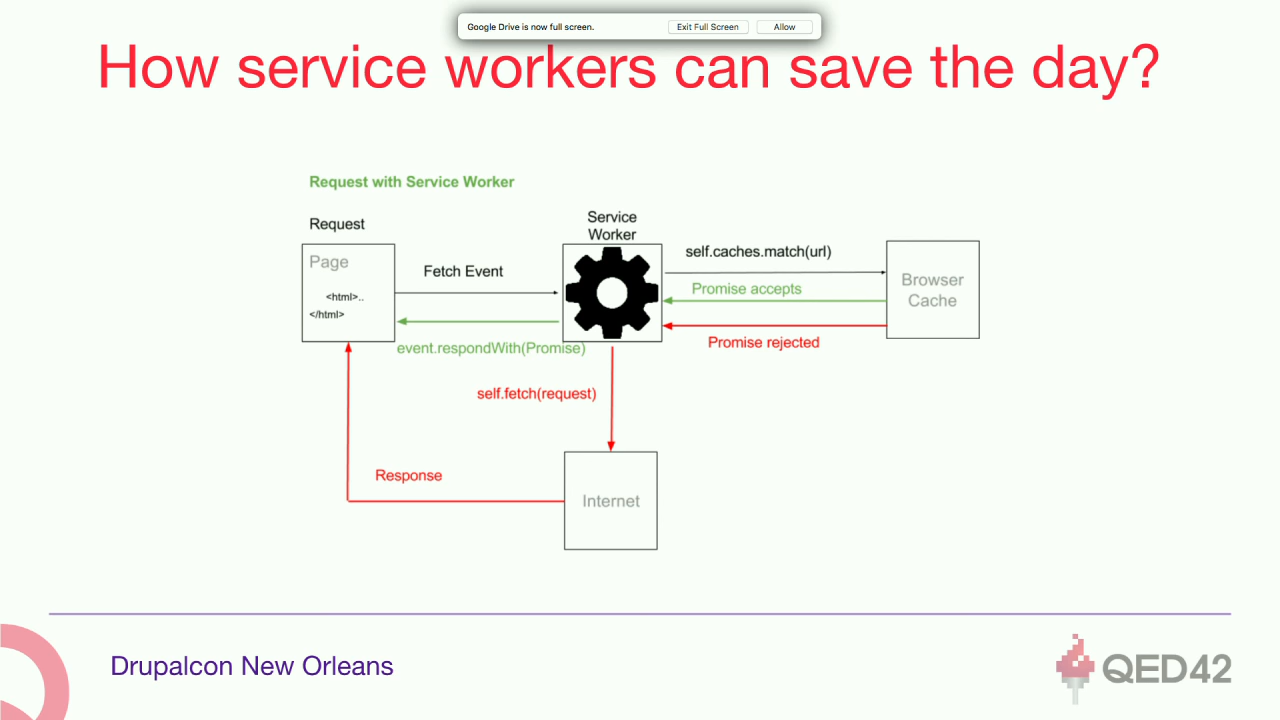 Google Drive is now full screen.
Exit Full Screen
Allow
How service workers can save the day?
Request with Service Worker
Request
Service
Worker
Page
<html>..
</html>
Fetch Event
event.respondWith(Promise)
self.caches.match(url)
Promise accepts
Promise rejected
Browser
Cache
self.fetch(request)
Response
Internet
Drupalcon New Orleans
QED42